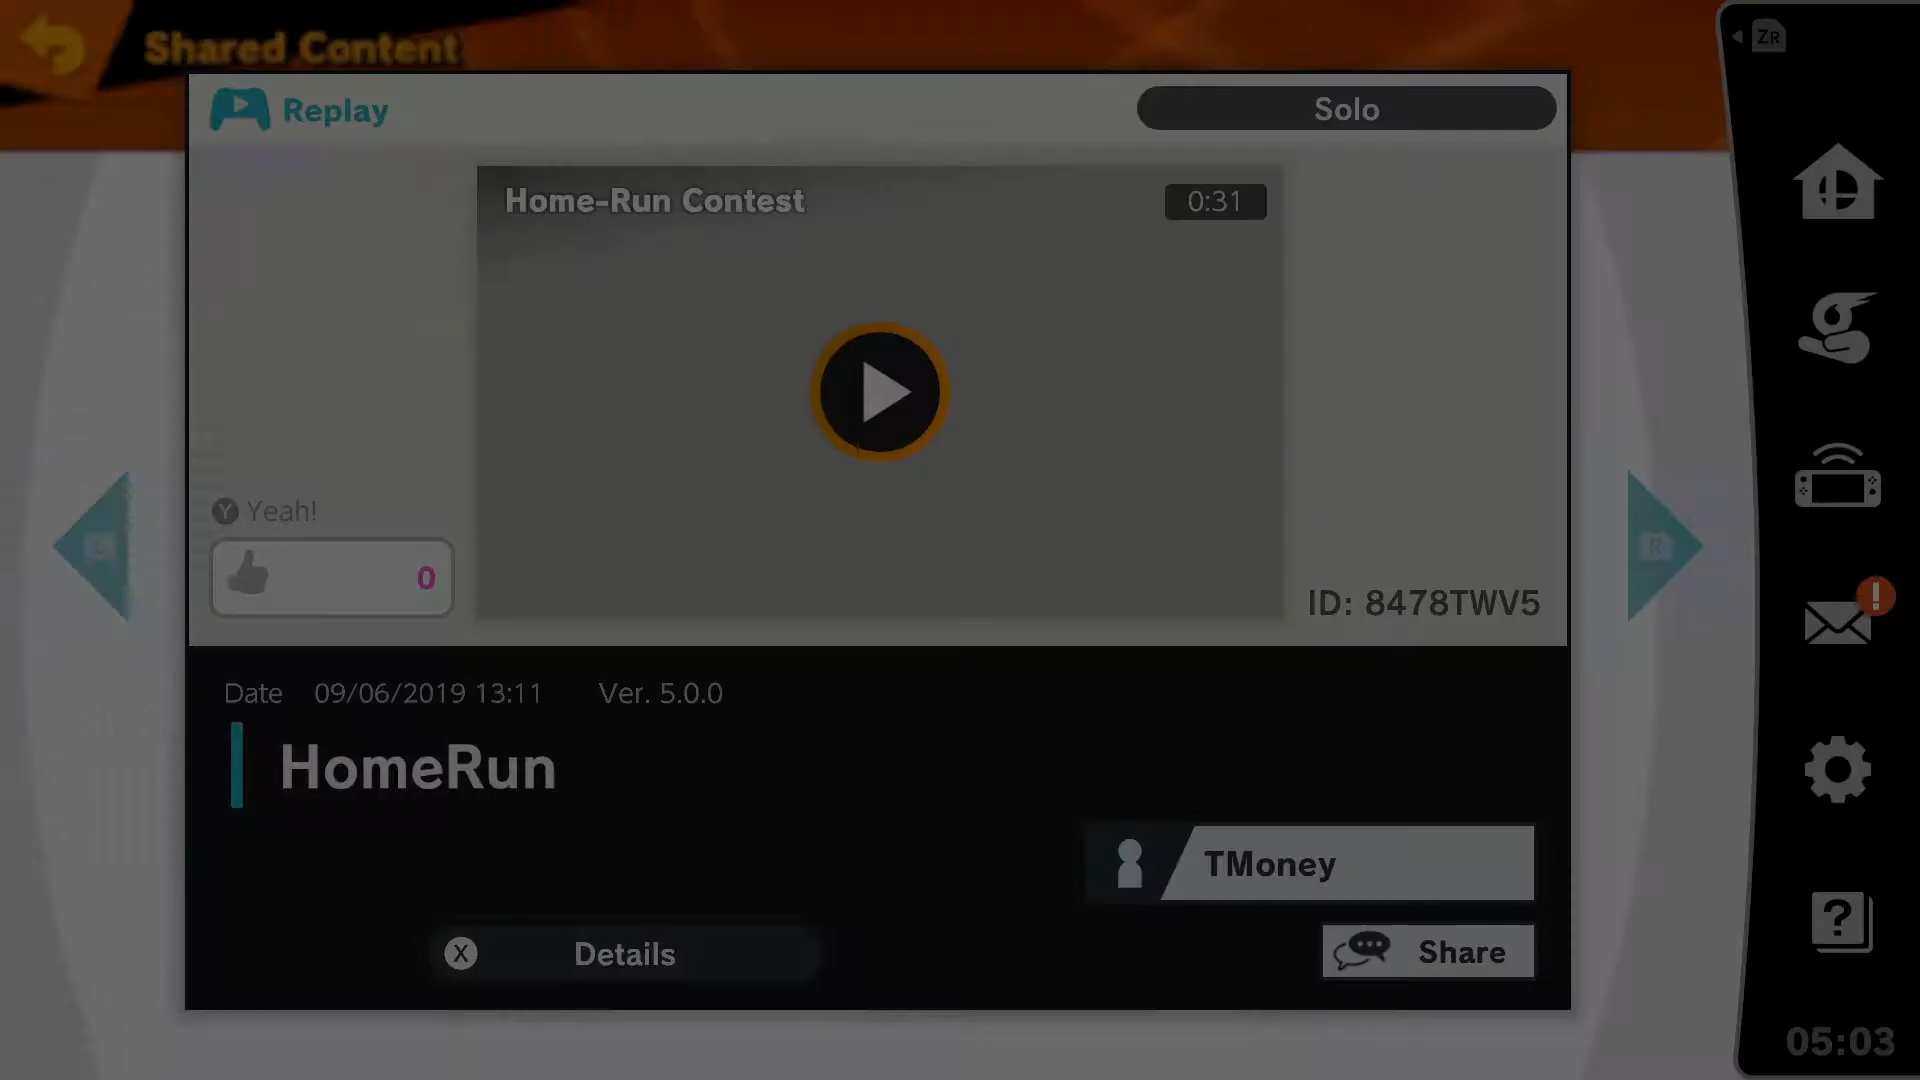 Shared Content
ZR
Replay
Solo
Home-Run Contest
0:31
Y Yeah!
0
ID: 8478TWV5
R
Date 09/06/2019 13:11 Ver. 5.0.0
HomeRun
TMoney
X Details
Share
05:03